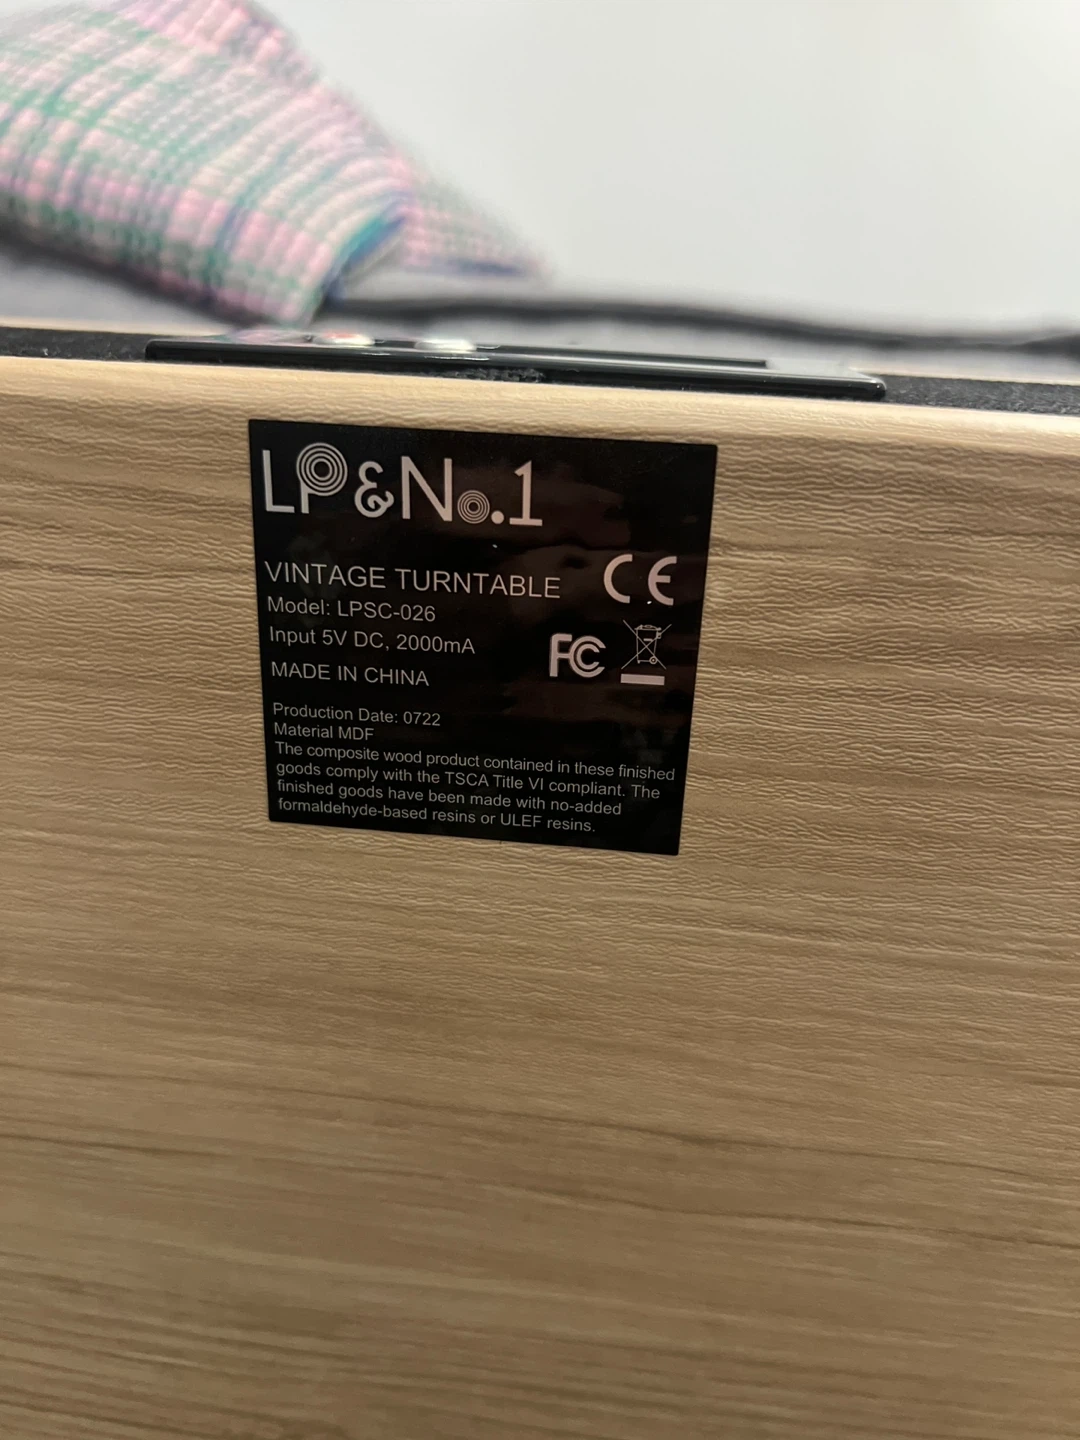 LP&No.1
VINTAGE TURNTABLE
CE
Model: LPSC-026
Input 5V DC, 2000mA
FC
MADE IN CHINA
Production Date: 0722
Material MDF
The composite wood product contained in these finished
goods comply with the TSCA Title VI compliant. The
finished goods have been made with no-added
formaldehyde-based resins or ULEF resins.